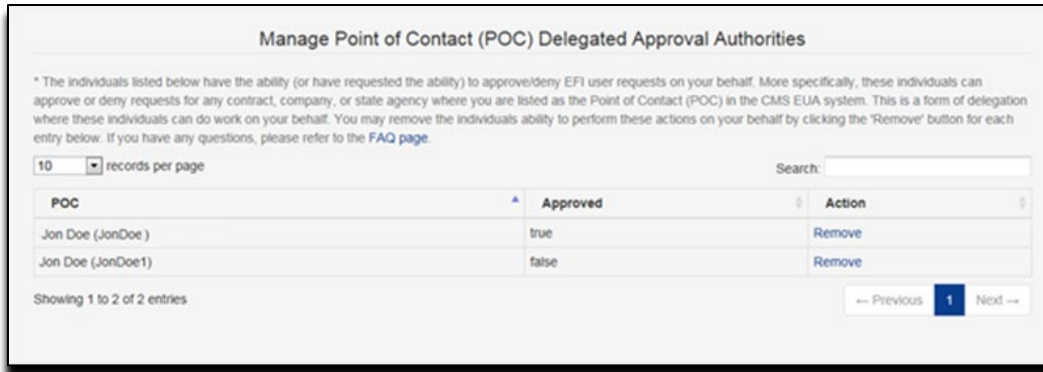 Manage Point of Contact (POC) Delegated Approval Authorities
* The individuals listed below have the ability (or have requested the ability) to approve/deny EFI user requests on your behalf. More specifically, these individuals can
approve or deny requests for any contract, company, or state agency where you are listed as the Point of Contact (POC) in the CMS EUA system. This is a form of delegation
where these individuals can do work on your behalf. You may remove the individuals ability to perform these actions on your behalf by clicking the 'Remove' button for each
entry below. If you have any questions, please refer to the FAQ page.
10 records per page Search:
POC Approved Action
Jon Doe (JonDoe ) true Remove
Jon Doe (JonDoe1) false Remove
Showing 1 to 2 of 2 entries ← Previous 1 Next →